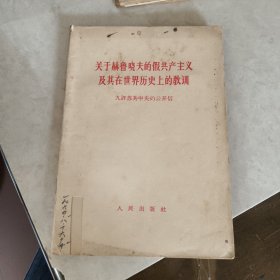 关于赫鲁晓夫的假共产主义
及其在世界历史上的教训
九评苏共中央的公开信
人民出版社